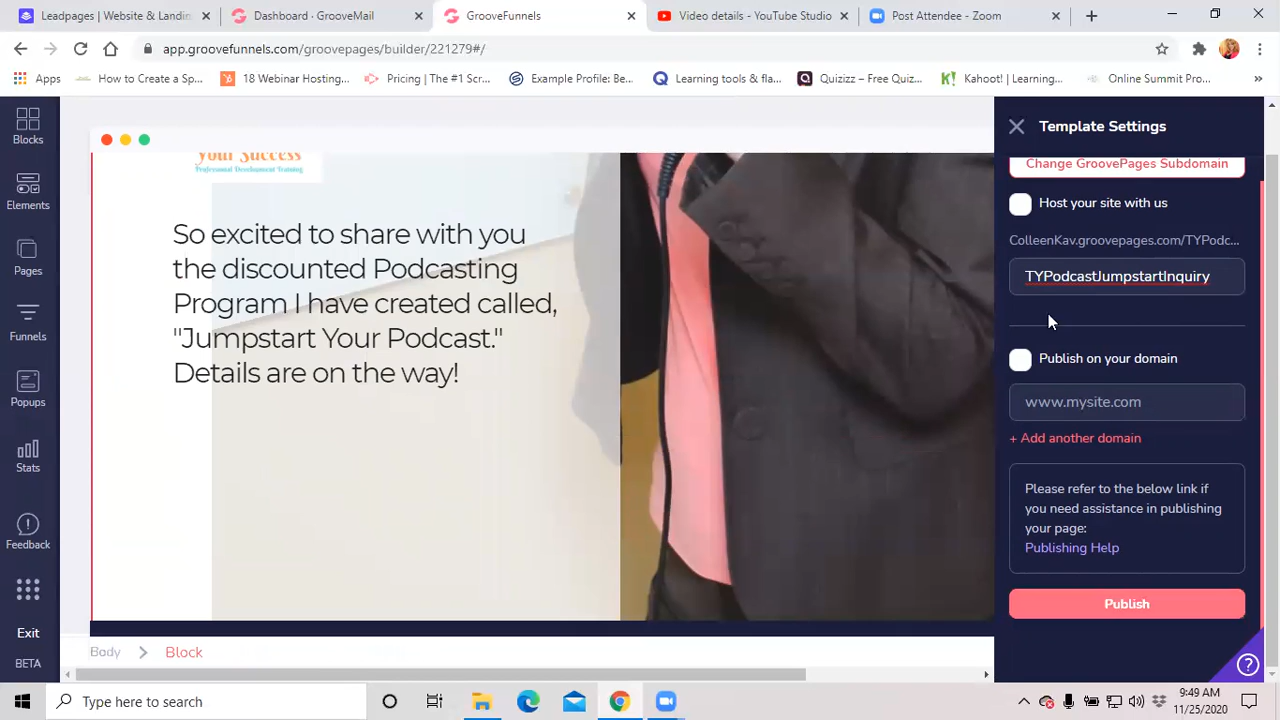 Leadpages | Website & Landin
Dashboard · GrooveMail
GrooveFunnels
Video details - YouTube Studio
Post Attendee - Zoom
app.groovefunnels.com/groovepages/builder/221279#/
Apps
How to Create a Sp...
18 Webinar Hosting...
Pricing | The #1 Scr...
Example Profile: Be...
Learning tools & fla...
Quizizz – Free Quiz...
Kahoot! | Learning...
Online Summit Pro...
»
Blocks
Elements
Pages
Funnels
Popups
Stats
Feedback
Exit
BETA
your Success
Professional Development Training
So excited to share with you
the discounted Podcasting
Program I have created called,
"Jumpstart Your Podcast."
Details are on the way!
Body > Block
Template Settings
Change GroovePages Subdomain
Host your site with us
ColleenKav.groovepages.com/TYPodc...
TYPodcastJumpstartInquiry
Publish on your domain
www.mysite.com
+ Add another domain
Please refer to the below link if
you need assistance in publishing
your page:
Publishing Help
Publish
?
Type here to search
9:49 AM
11/25/2020